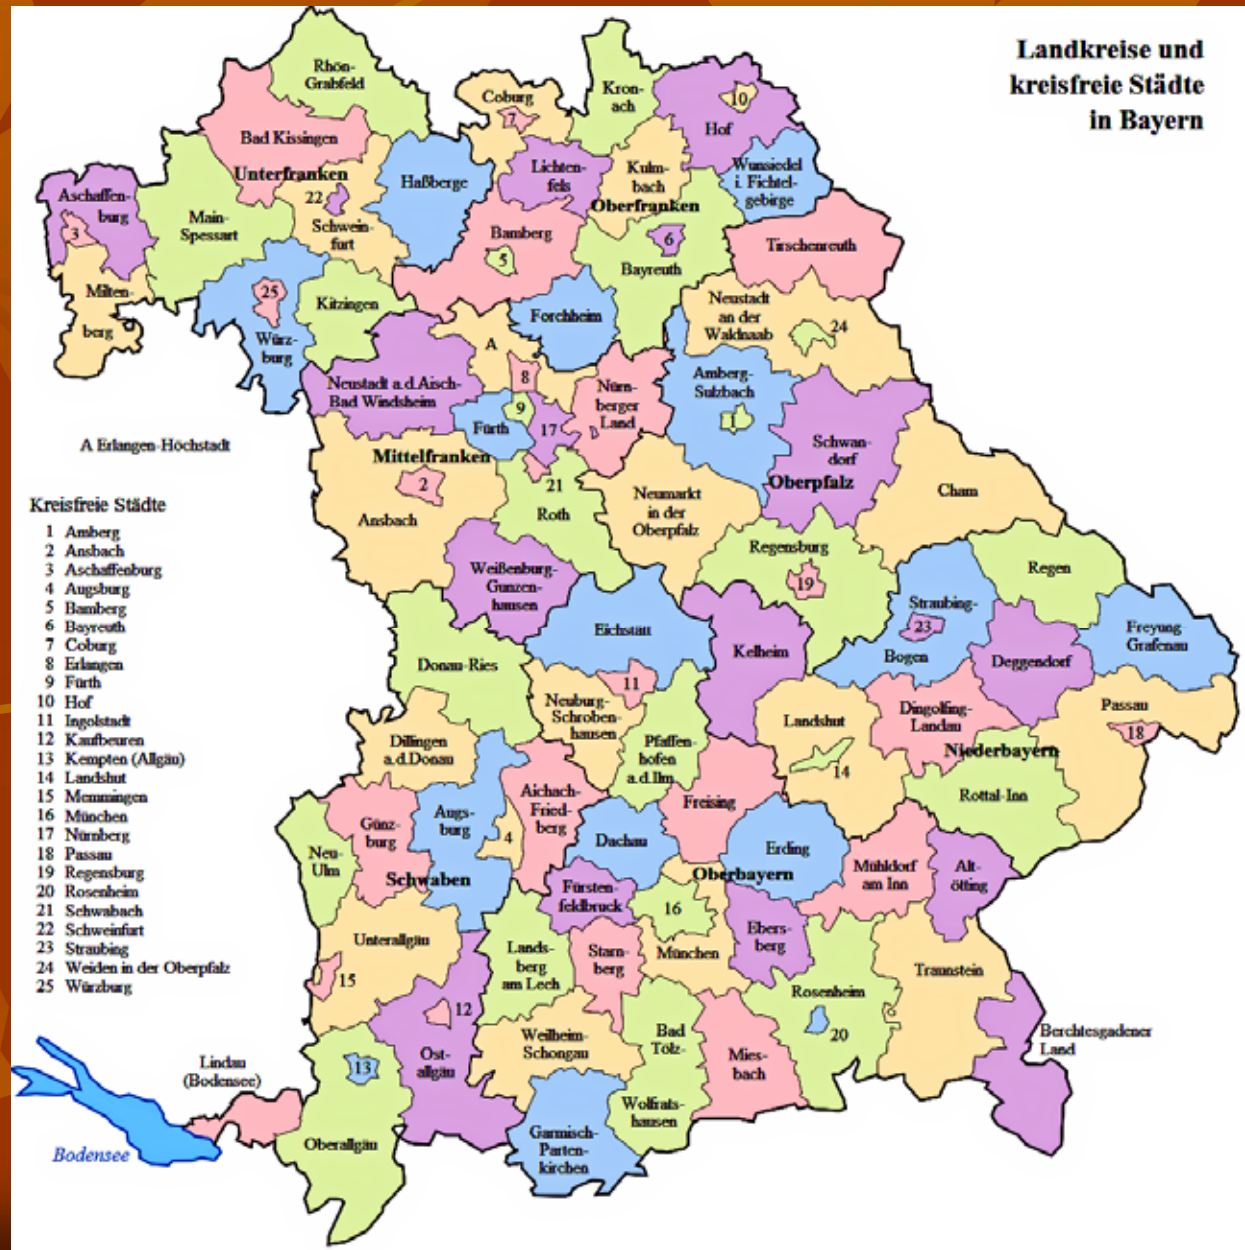 Landkreise und
kreisfreie Städte
in Bayern
Rhön-
Grabfeld
Coburg
7
Kron-
ach
10
Hof
Bad Kissingen
Unterfranken
22
Schwein-
furt
Haßberge
Lichten-
fels
Kulm-
bach
Oberfranken
Wunsiedel
i. Fichtel-
gebirge
Aschaffen-
burg
3
Main-
Spessart
Bamberg
5
6
Bayreuth
Tirschenreuth
Milten-
berg
25
Würz-
burg
Kitzingen
Forchheim
Neustadt
an der
Waldnaab
24
A
8
Neustadt a.d.Aisch-
Bad Windsheim
Nürn-
berger
Land
Amberg-
Sulzbach
1
9
Fürth
17
Schwan-
dorf
A Erlangen-Höchstadt
Mittelfranken
2
Ansbach
21
Roth
Oberpfalz
Neumarkt
in der
Oberpfalz
Cham
Kreisfreie Städte
1 Amberg
2 Ansbach
3 Aschaffenburg
4 Augsburg
5 Bamberg
6 Bayreuth
7 Coburg
8 Erlangen
9 Fürth
10 Hof
11 Ingolstadt
12 Kaufbeuren
13 Kempten (Allgäu)
14 Landshut
15 Memmingen
16 München
17 Nürnberg
18 Passau
19 Regensburg
20 Rosenheim
21 Schwabach
22 Schweinfurt
23 Straubing
24 Weiden in der Oberpfalz
25 Würzburg
Weißenburg-
Gunzen-
hausen
Regensburg
19
Regen
Straubing-
23
Bogen
Freyung-
Grafenau
Eichstätt
Kelheim
Deggendorf
Donau-Ries
11
Neuburg-
Schroben-
hausen
Landshut
14
Dingolfing-
Landau
Passau
18
Dillingen
a.d.Donau
Pfaffen-
hofen
a.d.Ilm
Niederbayern
Rottal-Inn
Aichach-
Fried-
berg
Freising
Günz-
burg
Augs-
burg
4
Dachau
Erding
Neu-
Ulm
Schwaben
Oberbayern
Mühldorf
am Inn
Alt-
ötting
Fürsten-
feldbruck
16
Ebers-
berg
Unterallgäu
15
Lands-
berg
am Lech
Starn-
berg
München
Traunstein
Rosenheim
20
12
Weilheim-
Schongau
Bad
Tölz-
Wolfrats-
hausen
Mies-
bach
Berchtesgadener
Land
Lindau
(Bodensee)
13
Ost-
allgäu
Bodensee
Oberallgäu
Garmisch-
Parten-
kirchen